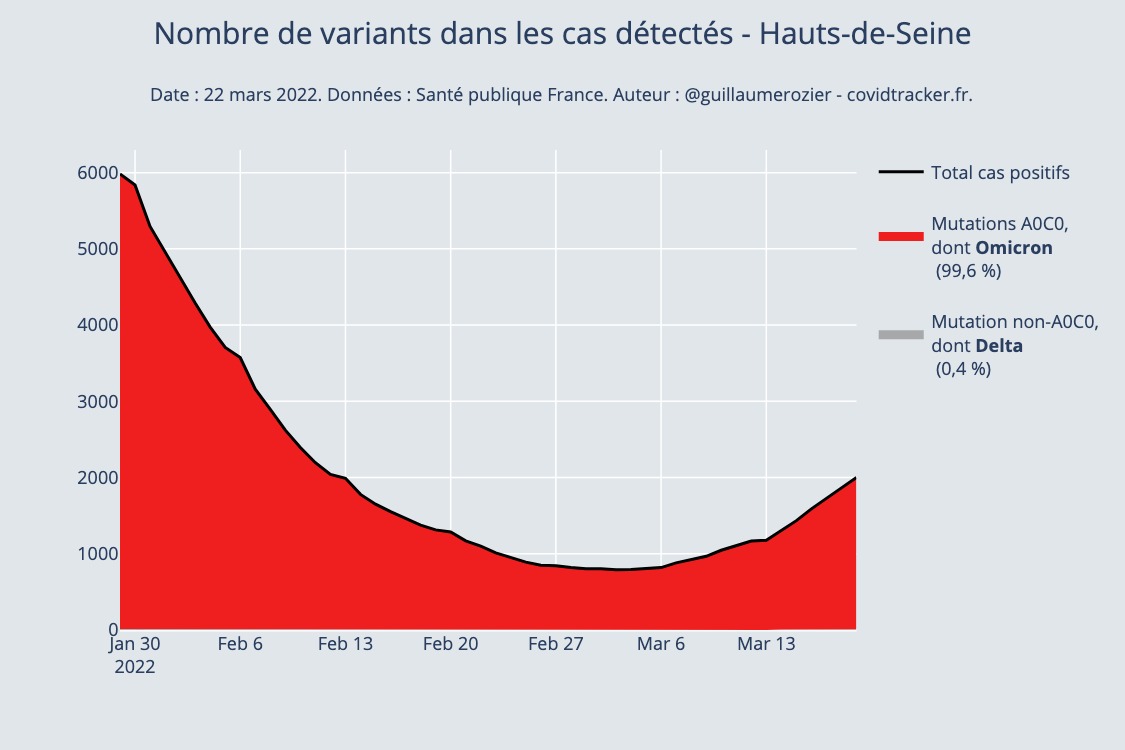 Nombre de variants dans les cas détectés - Hauts-de-Seine
Date : 22 mars 2022. Données : Santé publique France. Auteur : @guillaumerozier - covidtracker.fr.
6000
5000
4000
3000
2000
1000
0
Jan 30
2022
Feb 6
Feb 13
Feb 20
Feb 27
Mar 6
Mar 13
Total cas positifs
Mutations A0C0,
dont Omicron
(99,6 %)
Mutation non-A0C0,
dont Delta
(0,4 %)